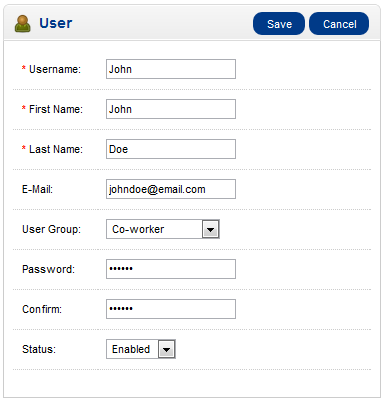 User Save Cancel
* Username: John
* First Name: John
* Last Name: Doe
E-Mail: johndoe@email.com
User Group: Co-worker
Password: ••••••
Confirm: ••••••
Status: Enabled